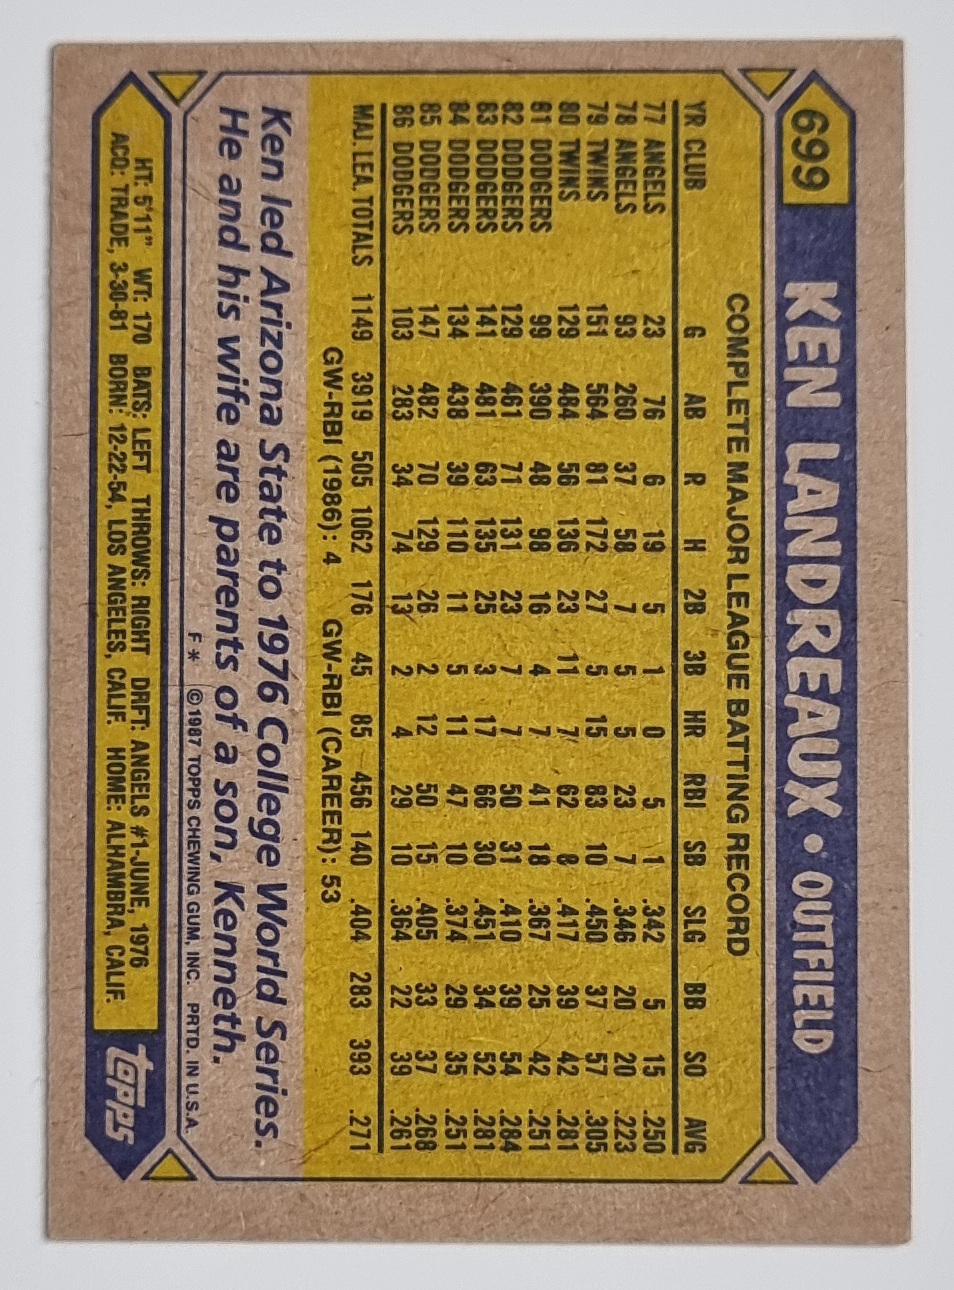 699 KEN LANDREAUX • OUTFIELD
COMPLETE MAJOR LEAGUE BATTING RECORD
YR CLUB G AB R H 2B 3B HR RBI SB SLG BB SO AVG
77 ANGELS 23 76 6 19 5 1 0 5 1 .342 5 15 .250
78 ANGELS 93 260 37 58 7 5 5 23 7 .346 20 20 .223
79 TWINS 151 564 81 172 27 5 15 83 10 .450 37 57 .305
80 TWINS 129 484 56 136 23 11 7 62 8 .417 39 42 .281
81 DODGERS 99 390 48 98 16 4 7 41 18 .367 25 42 .251
82 DODGERS 129 461 71 131 23 7 7 50 31 .410 39 54 .284
83 DODGERS 141 481 63 135 25 3 17 66 30 .451 34 52 .281
84 DODGERS 134 438 39 110 11 5 11 47 10 .374 29 35 .251
85 DODGERS 147 482 70 129 26 2 12 50 15 .405 33 37 .268
86 DODGERS 103 283 34 74 13 2 4 29 10 .364 22 39 .261
MAJ. LEA. TOTALS 1149 3919 505 1062 176 45 85 456 140 .404 283 393 .271
GW-RBI (1986): 4 GW-RBI (CAREER): 53
Ken led Arizona State to 1976 College World Series.
He and his wife are parents of a son, Kenneth.
F* © 1987 TOPPS CHEWING GUM, INC. PRTD. IN U.S.A.
HT: 5'11" WT: 170 BATS: LEFT THROWS: RIGHT DRFT: ANGELS #1-JUNE, 1976
ACQ: TRADE, 3-30-81 BORN: 12-22-54, LOS ANGELES, CALIF. HOME: ALHAMBRA, CALIF.
topps